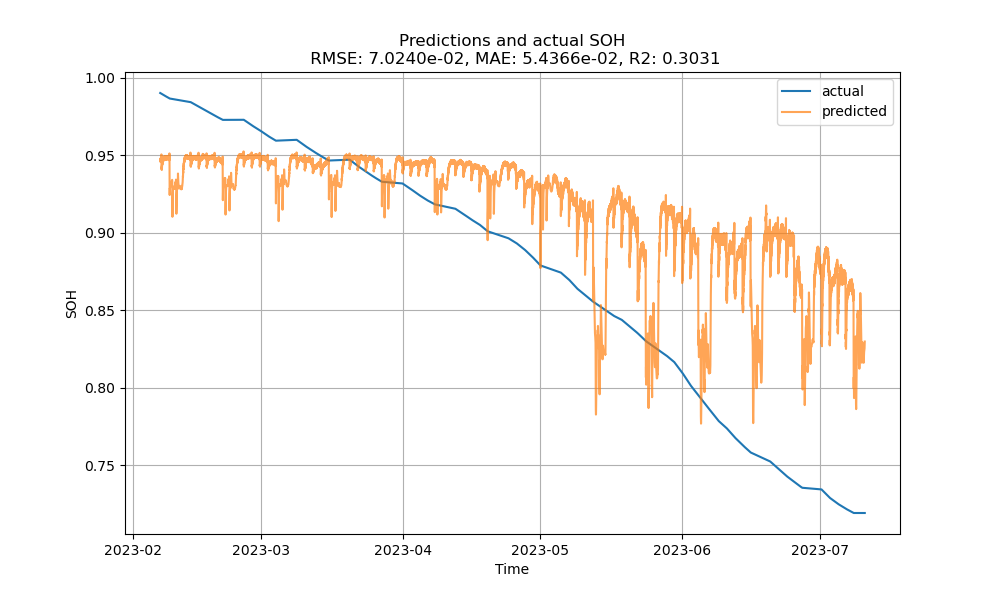 Predictions and actual SOH
RMSE: 7.0240e-02, MAE: 5.4366e-02, R2: 0.3031
actual
predicted
1.00
0.95
0.90
0.85
0.80
0.75
SOH
2023-02 2023-03 2023-04 2023-05 2023-06 2023-07
Time